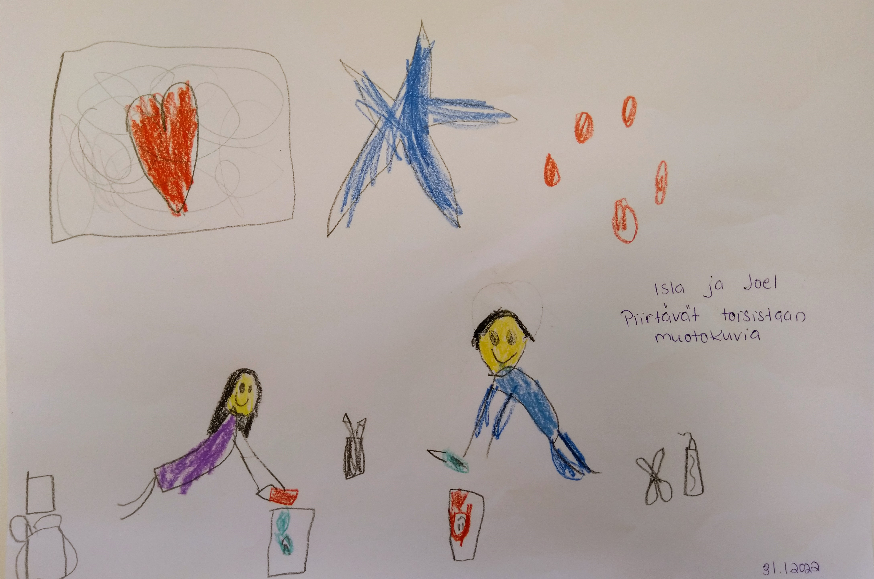 Isla ja Joel
Piirtävät toisistaan
muotokuvia
31.1.2022